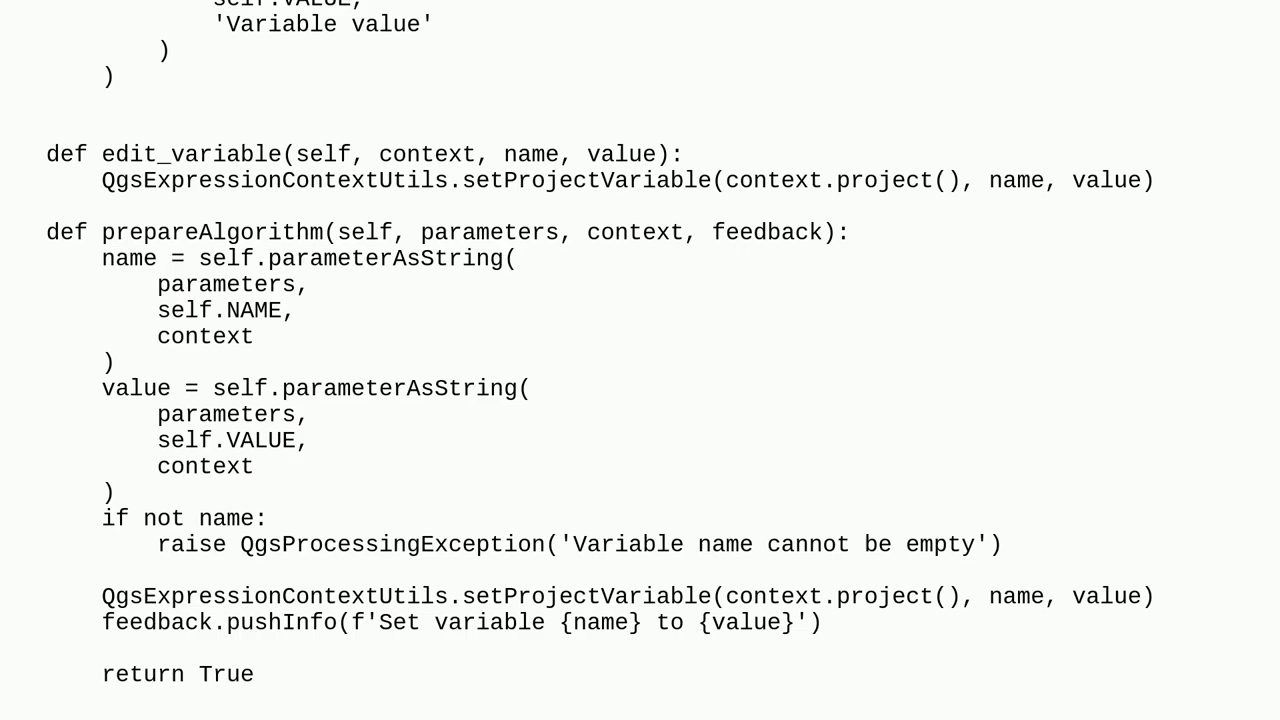 self.VALUE,
'Variable value'
)
)
def edit_variable(self, context, name, value):
QgsExpressionContextUtils.setProjectVariable(context.project(), name, value)
def prepareAlgorithm(self, parameters, context, feedback):
name = self.parameterAsString(
parameters,
self.NAME,
context
)
value = self.parameterAsString(
parameters,
self.VALUE,
context
)
if not name:
raise QgsProcessingException('Variable name cannot be empty')
QgsExpressionContextUtils.setProjectVariable(context.project(), name, value)
feedback.pushInfo(f'Set variable {name} to {value}')
return True